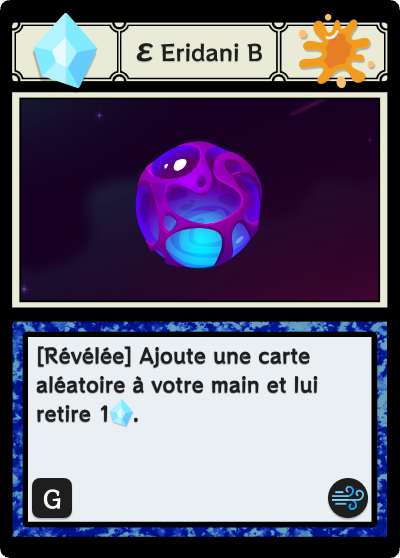 ε Eridani B
[Révélée] Ajoute une carte
aléatoire à votre main et lui
retire 1.
G